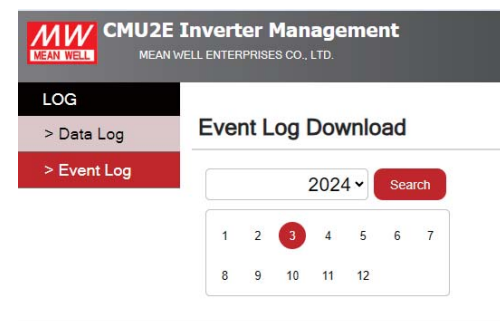 MW
MEAN WELL
CMU2E Inverter Management
MEAN WELL ENTERPRISES CO., LTD.
LOG
> Data Log
> Event Log
Event Log Download
2024 Search
1 2 3 4 5 6 7
8 9 10 11 12